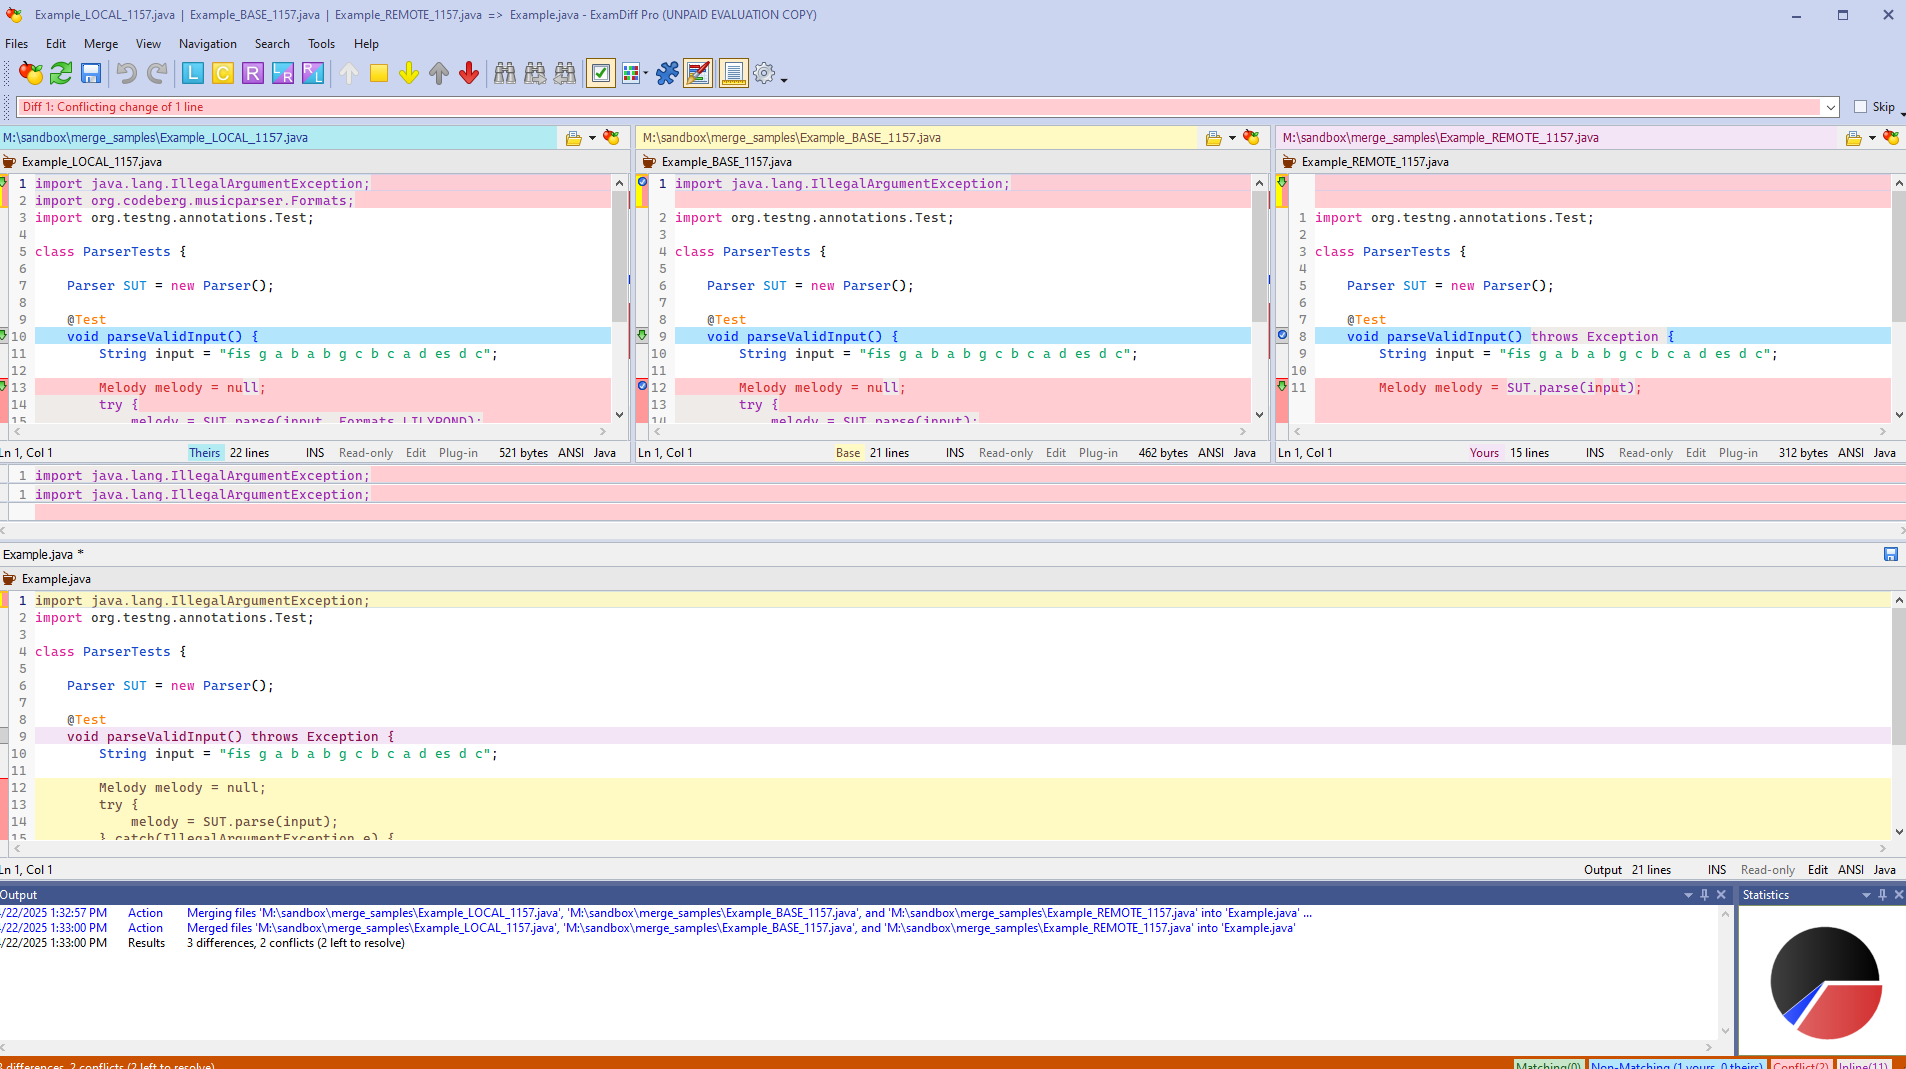 Example_LOCAL_1157.java | Example_BASE_1157.java | Example_REMOTE_1157.java => Example.java - ExamDiff Pro (UNPAID EVALUATION COPY)
Files Edit Merge View Navigation Search Tools Help
L C R L R R L
Diff 1: Conflicting change of 1 line
Skip
M:\sandbox\merge_samples\Example_LOCAL_1157.java
Example_LOCAL_1157.java
1 import java.lang.IllegalArgumentException;
2 import org.codeberg.musicparser.Formats;
3 import org.testng.annotations.Test;
4
5 class ParserTests {
6
7 Parser SUT = new Parser();
8
9 @Test
10 void parseValidInput() {
11 String input = "fis g a b a b g c b c a d es d c";
12
13 Melody melody = null;
14 try {
15 melody = SUT.parse(input, Formats.LILYPOND);
Ln 1, Col 1 Theirs 22 lines INS Read-only Edit Plug-in 521 bytes ANSI Java
M:\sandbox\merge_samples\Example_BASE_1157.java
Example_BASE_1157.java
1 import java.lang.IllegalArgumentException;
2 import org.testng.annotations.Test;
3
4 class ParserTests {
5
6 Parser SUT = new Parser();
7
8 @Test
9 void parseValidInput() {
10 String input = "fis g a b a b g c b c a d es d c";
11
12 Melody melody = null;
13 try {
14 melody = SUT.parse(input);
Ln 1, Col 1 Base 21 lines INS Read-only Edit Plug-in 462 bytes ANSI Java
M:\sandbox\merge_samples\Example_REMOTE_1157.java
Example_REMOTE_1157.java
1 import org.testng.annotations.Test;
2
3 class ParserTests {
4
5 Parser SUT = new Parser();
6
7 @Test
8 void parseValidInput() throws Exception {
9 String input = "fis g a b a b g c b c a d es d c";
10
11 Melody melody = SUT.parse(input);
Ln 1, Col 1 Yours 15 lines INS Read-only Edit Plug-in 312 bytes ANSI Java
1 import java.lang.IllegalArgumentException;
1 import java.lang.IllegalArgumentException;
Example.java *
Example.java
1 import java.lang.IllegalArgumentException;
2 import org.testng.annotations.Test;
3
4 class ParserTests {
5
6 Parser SUT = new Parser();
7
8 @Test
9 void parseValidInput() throws Exception {
10 String input = "fis g a b a b g c b c a d es d c";
11
12 Melody melody = null;
13 try {
14 melody = SUT.parse(input);
15 } catch(IllegalArgumentException e) {
Ln 1, Col 1 Output 21 lines INS Read-only Edit ANSI Java
Output
/22/2025 1:32:57 PM Action Merging files 'M:\sandbox\merge_samples\Example_LOCAL_1157.java', 'M:\sandbox\merge_samples\Example_BASE_1157.java', and 'M:\sandbox\merge_samples\Example_REMOTE_1157.java' into 'Example.java' ...
/22/2025 1:33:00 PM Action Merged files 'M:\sandbox\merge_samples\Example_LOCAL_1157.java', 'M:\sandbox\merge_samples\Example_BASE_1157.java', and 'M:\sandbox\merge_samples\Example_REMOTE_1157.java' into 'Example.java'
/22/2025 1:33:00 PM Results 3 differences, 2 conflicts (2 left to resolve)
Statistics
3 differences, 2 conflicts (2 left to resolve) Matching(0) Non-Matching (1 yours, 0 theirs) Conflict(2) Inline(11)